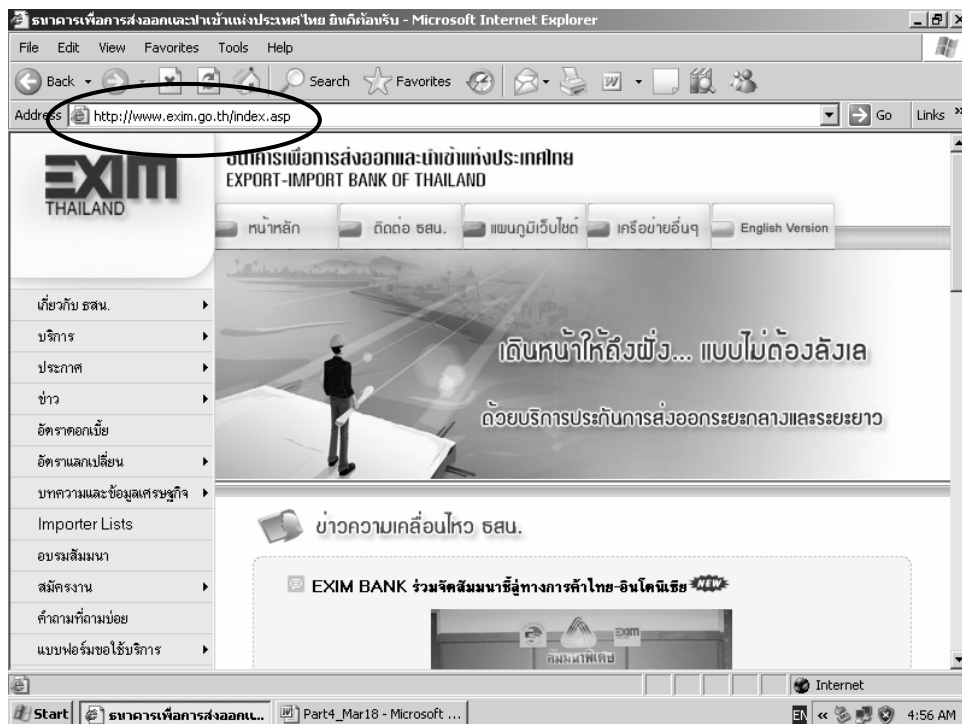 ธนาคารเพื่อการส่งออกและนำเข้าแห่งประเทศไทย ยินดีต้อนรับ - Microsoft Internet Explorer
File Edit View Favorites Tools Help
Back Search Favorites
Address http://www.exim.go.th/index.asp Go Links »
EXIM
THAILAND
ธนาคารเพื่อการส่งออกและนำเข้าแห่งประเทศไทย
EXPORT-IMPORT BANK OF THAILAND
หน้าหลัก ติดต่อ ธสน. แผนภูมิเว็บไซต์ เครือข่ายอื่นๆ English Version
เกี่ยวกับ ธสน.
บริการ
ประกาศ
ข่าว
อัตราดอกเบี้ย
อัตราแลกเปลี่ยน
บทความและข้อมูลเศรษฐกิจ
Importer Lists
อบรมสัมมนา
สมัครงาน
คำถามที่ถามบ่อย
แบบฟอร์มขอใช้บริการ
เดินหน้าให้ถึงฝั่ง... แบบไม่ต้องลังเล
ด้วยบริการประกันการส่งออกระยะกลางและระยะยาว
ข่าวความเคลื่อนไหว ธสน.
EXIM BANK ร่วมจัดสัมมนาชี้ลู่ทางการค้าไทย-อินโดนีเซีย NEW
EXIM
สัมมนาพิเศษ
Internet
Start ธนาคารเพื่อการส่งออกแ... Part4_Mar18 - Microsoft ... EN « 4:56 AM